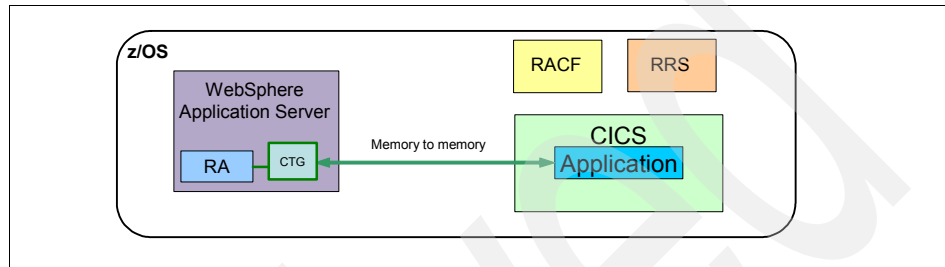 z/OS
RACF
RRS
WebSphere
Application Server
RA
CTG
Memory to memory
CICS
Application